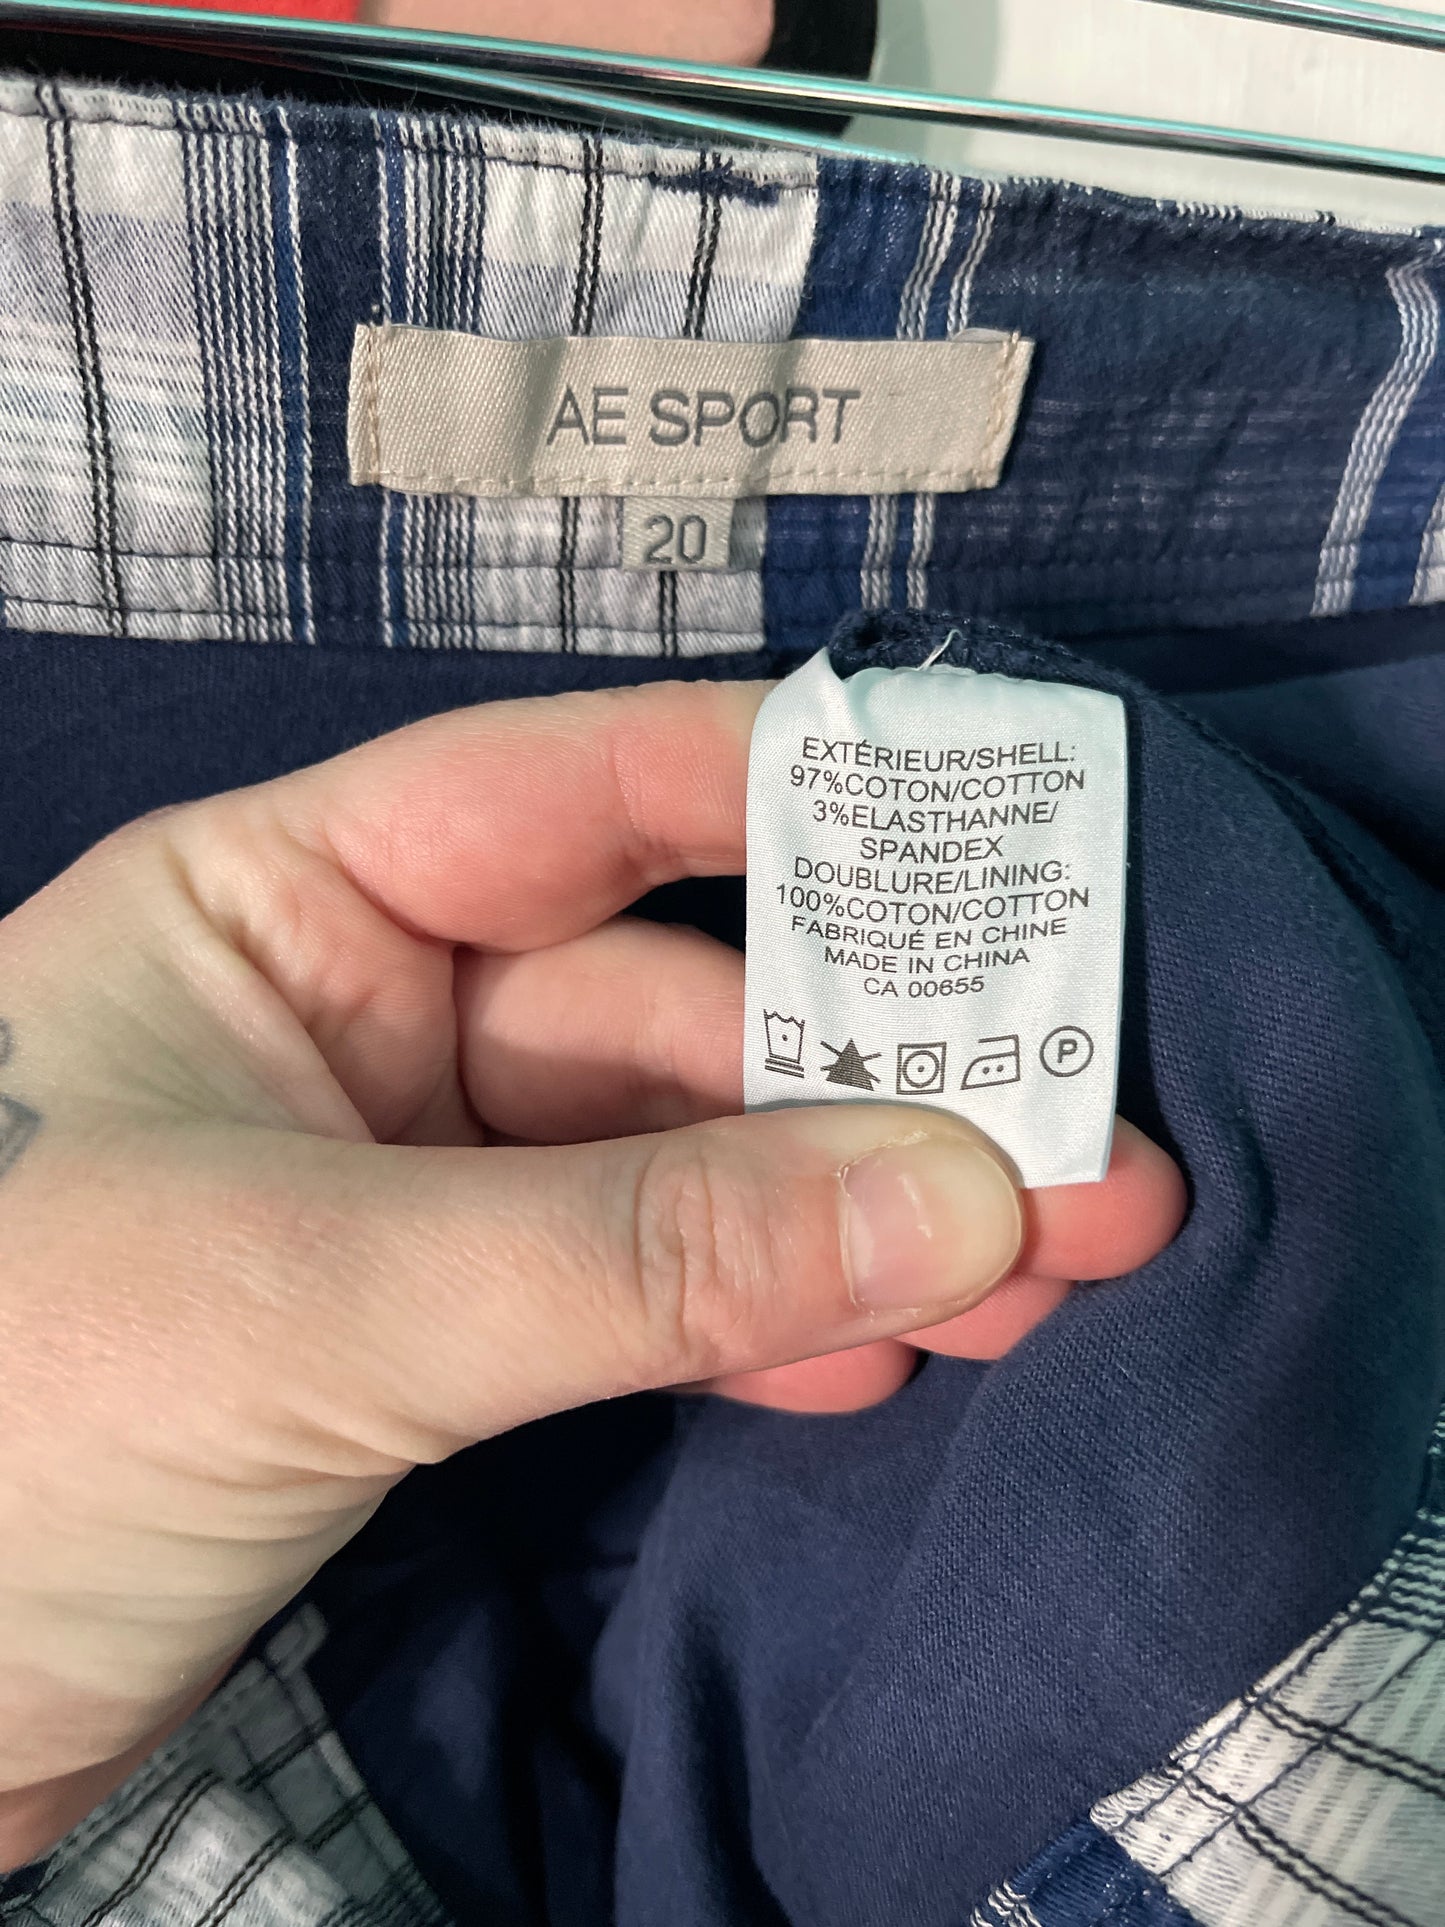 AE SPORT
20
EXTÉRIEUR/SHELL:
97%COTON/COTTON
3%ELASTHANNE/
SPANDEX
DOUBLURE/LINING:
100%COTON/COTTON
FABRIQUÉ EN CHINE
MADE IN CHINA
CA 00655
P